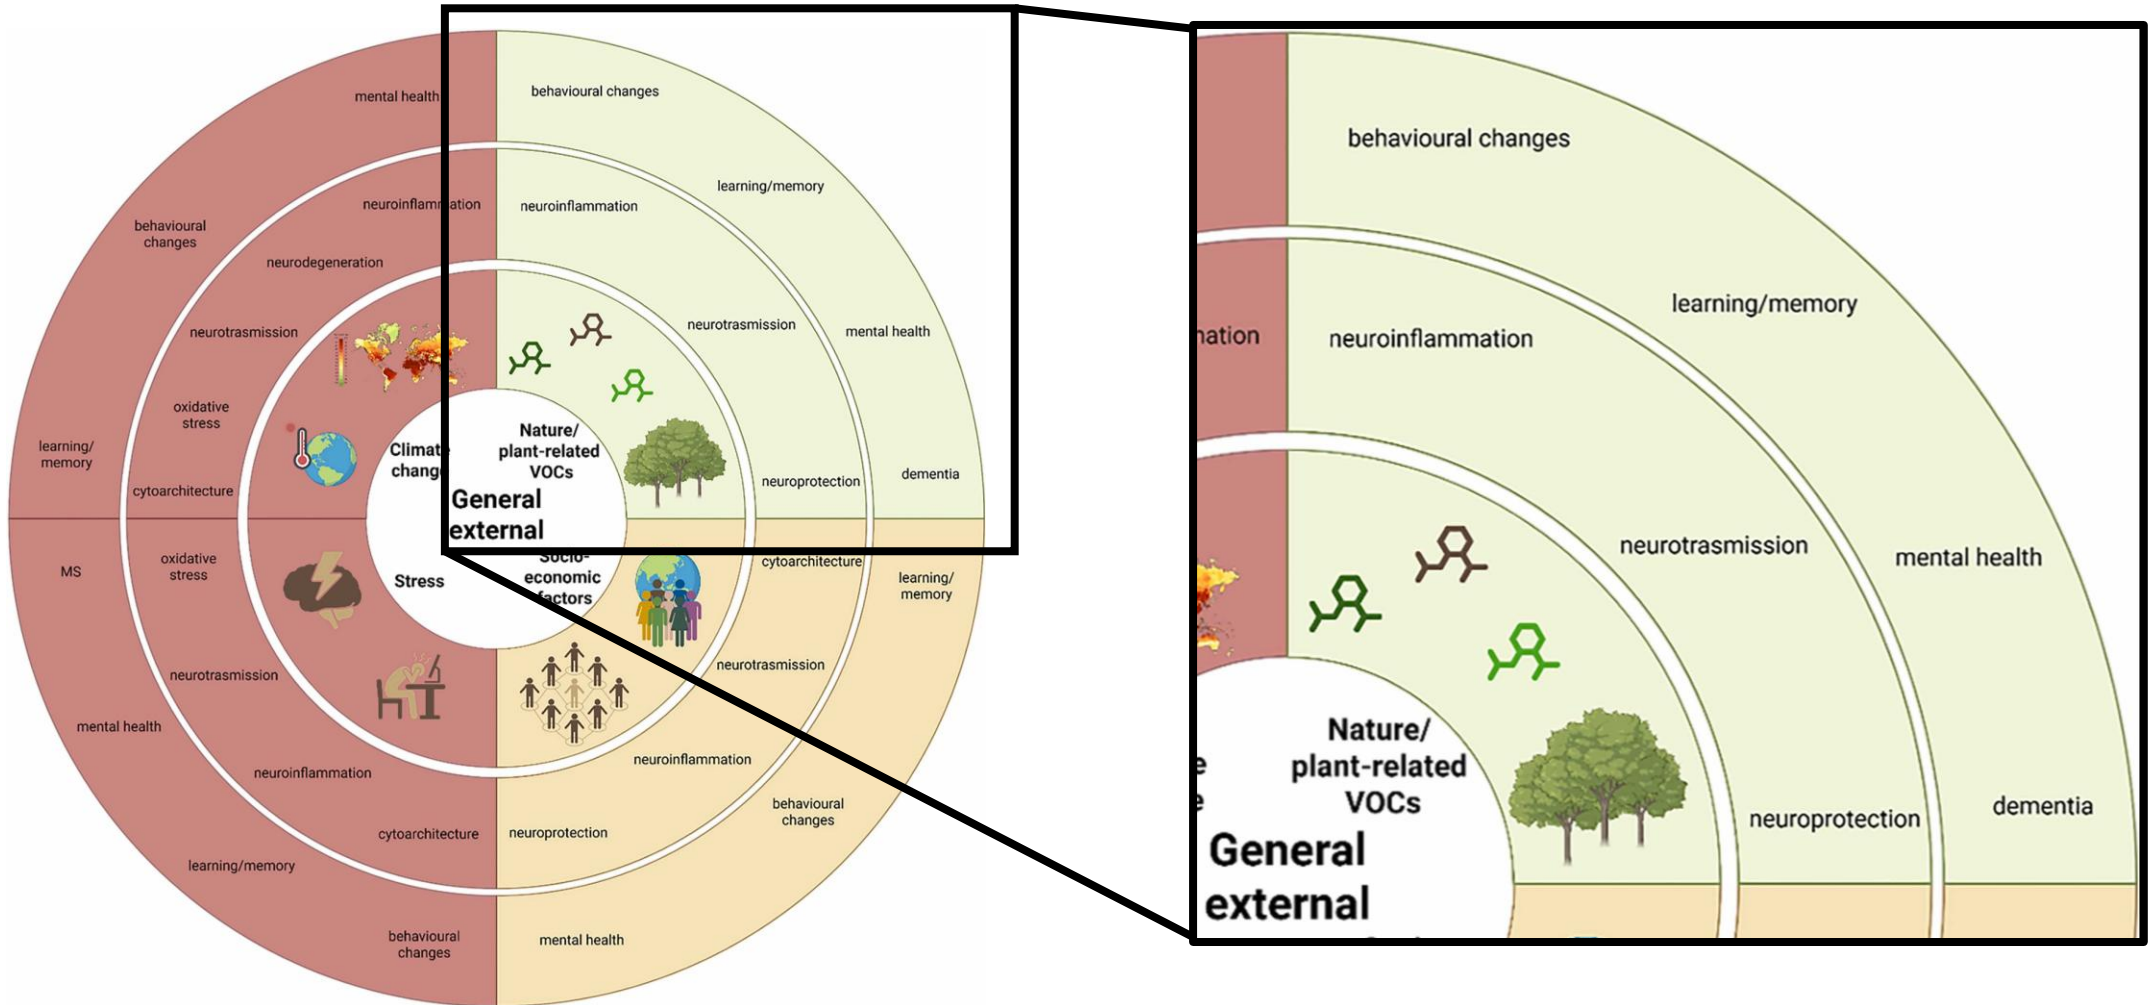 mental health
behavioural changes
learning/memory
neuroinflammation
neuroinflammation
behavioural
changes
neurodegeneration
neurotrasmission
neurotrasmission
mental health
oxidative
stress
learning/
memory
Climate
change
Nature/
plant-related
VOCs
dementia
cytoarchitecture
neuroprotection
General
external
MS
oxidative
stress
Stress
Socio-
economic
factors
cytoarchitecture
learning/
memory
neurotrasmission
neurotrasmission
mental health
neuroinflammation
neuroinflammation
behavioural
changes
cytoarchitecture
neuroprotection
learning/memory
behavioural
changes
mental health
behavioural changes
learning/memory
nation
neuroinflammation
neurotrasmission
mental health
Nature/
plant-related
VOCs
e
e
dementia
neuroprotection
General
external